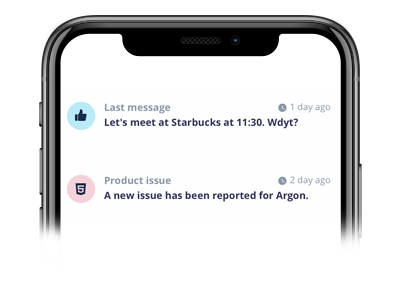 Last message 1 day ago
Let's meet at Starbucks at 11:30. Wdyt?
Product issue 2 day ago
A new issue has been reported for Argon.